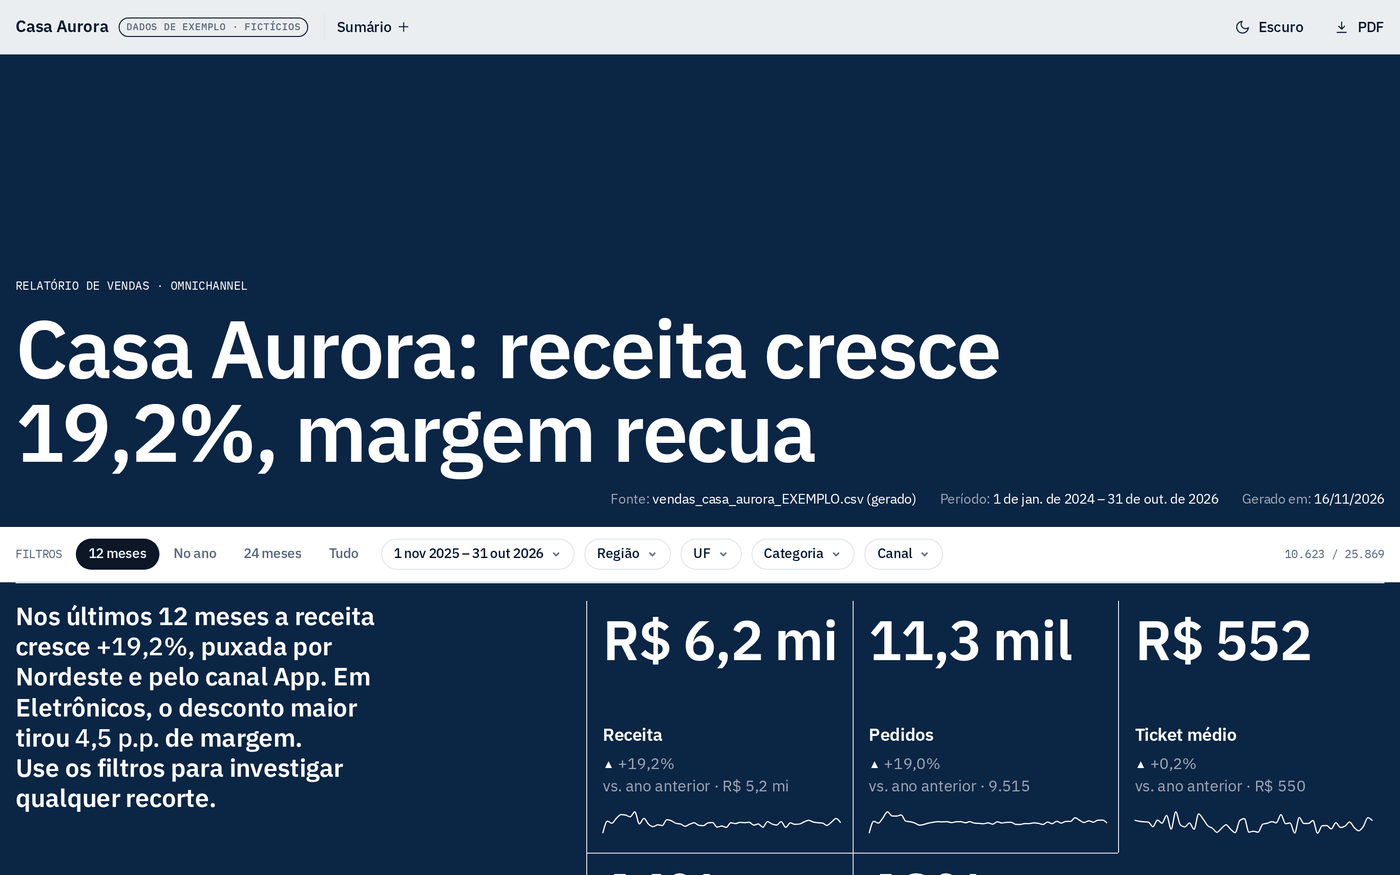 Casa Aurora
DADOS DE EXEMPLO · FICTÍCIOS
Sumário
Escuro
PDF
RELATÓRIO DE VENDAS · OMNICHANNEL
Casa Aurora: receita cresce
19,2%, margem recua
Fonte: vendas_casa_aurora_EXEMPLO.csv (gerado)
Período: 1 de jan. de 2024 – 31 de out. de 2026
Gerado em: 16/11/2026
FILTROS
12 meses
No ano
24 meses
Tudo
1 nov 2025 – 31 out 2026
Região
UF
Categoria
Canal
10.623 / 25.869
Nos últimos 12 meses a receita
cresce +19,2%, puxada por
Nordeste e pelo canal App. Em
Eletrônicos, o desconto maior
tirou 4,5 p.p. de margem.
Use os filtros para investigar
qualquer recorte.
R$ 6,2 mi
Receita
▲ +19,2%
vs. ano anterior · R$ 5,2 mi
11,3 mil
Pedidos
▲ +19,0%
vs. ano anterior · 9.515
R$ 552
Ticket médio
▲ +0,2%
vs. ano anterior · R$ 550